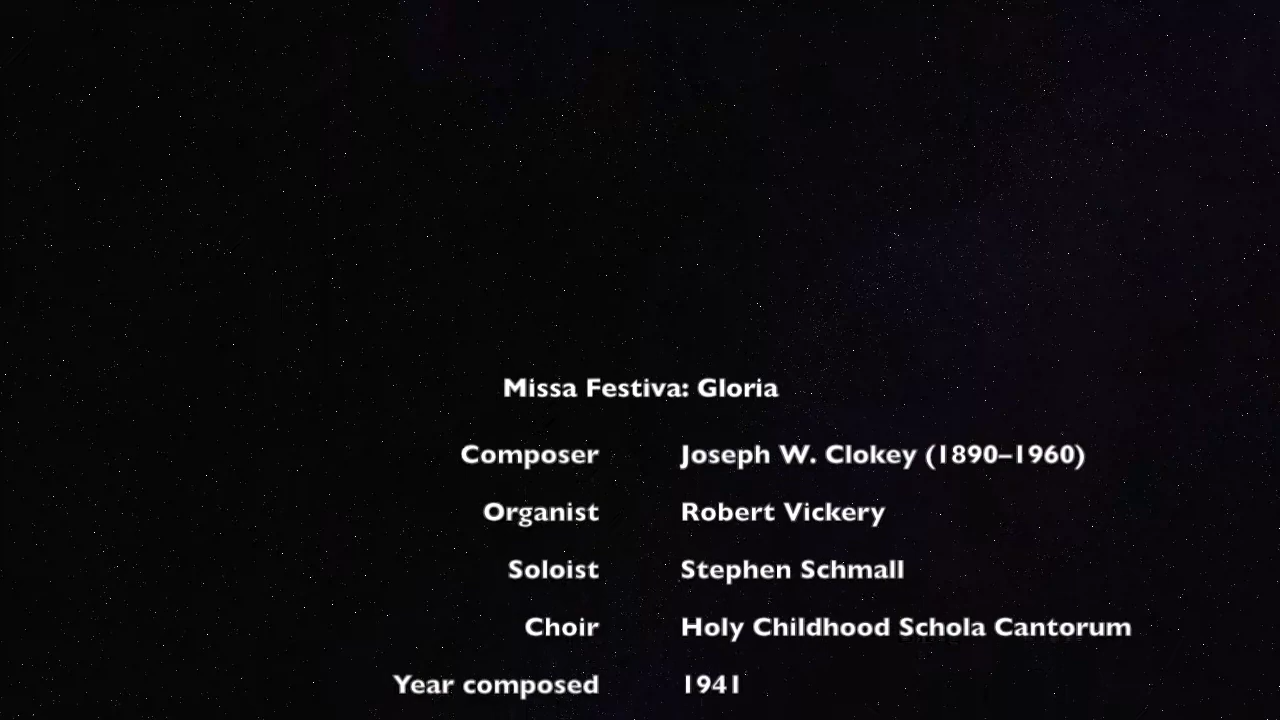 Missa Festiva: Gloria
Composer Joseph W. Clokey (1890–1960)
Organist Robert Vickery
Soloist Stephen Schmall
Choir Holy Childhood Schola Cantorum
Year composed 1941